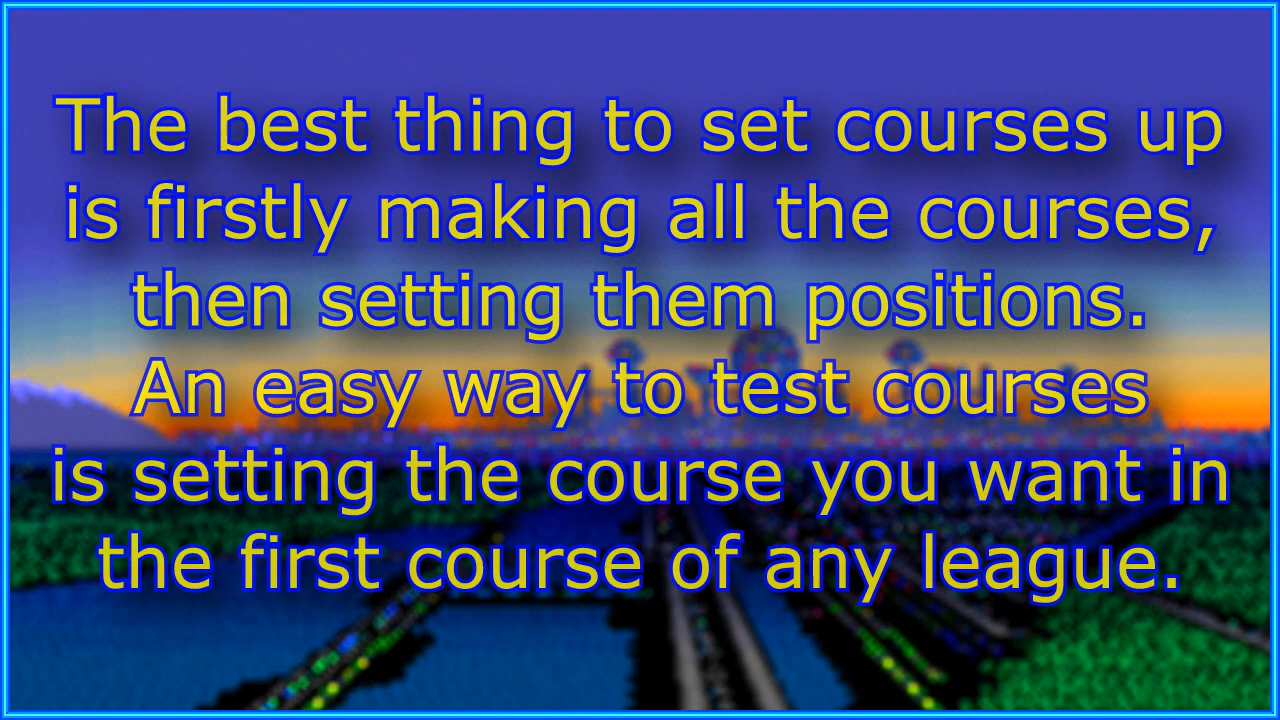 The best thing to set courses up
is firstly making all the courses,
then setting them positions.
An easy way to test courses
is setting the course you want in
the first course of any league.